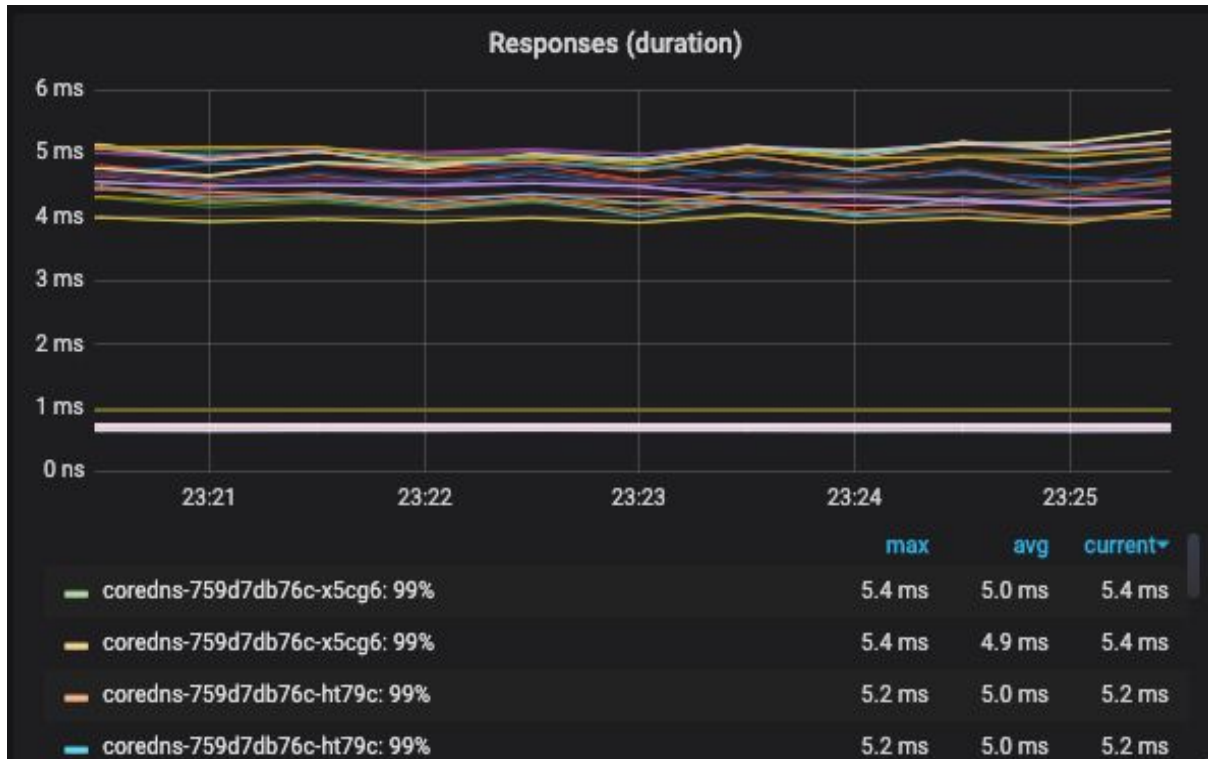 Responses (duration)
6 ms
5 ms
4 ms
3 ms
2 ms
1 ms
0 ns
23:21 23:22 23:23 23:24 23:25
max avg current
coredns-759d7db76c-x5cg6: 99% 5.4 ms 5.0 ms 5.4 ms
coredns-759d7db76c-x5cg6: 99% 5.4 ms 4.9 ms 5.4 ms
coredns-759d7db76c-ht79c: 99% 5.2 ms 5.0 ms 5.2 ms
coredns-759d7db76c-ht79c: 99% 5.2 ms 5.0 ms 5.2 ms